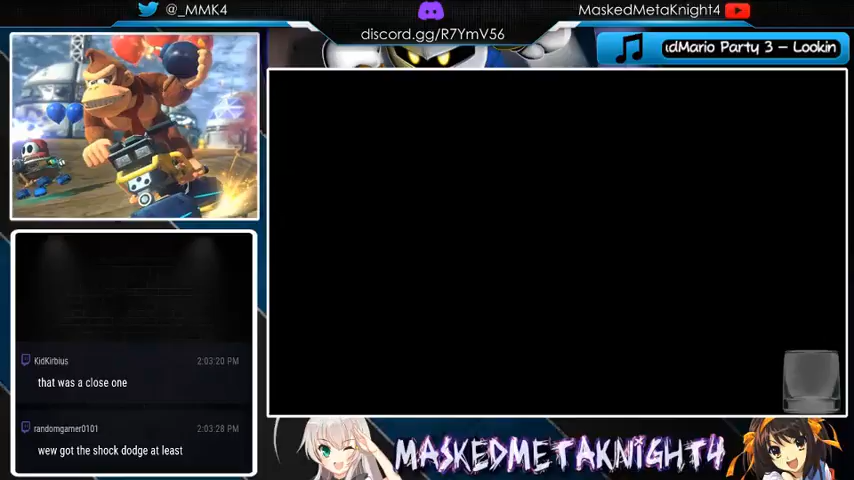 @_MMK4
discord.gg/R7YmV56
MaskedMetaKnight4
dMario Party 3 – Lookin
KidKirbius 2:03:20 PM
that was a close one
randomgamer0101 2:03:28 PM
wew got the shock dodge at least
MASKEDMETAKNIGHT4